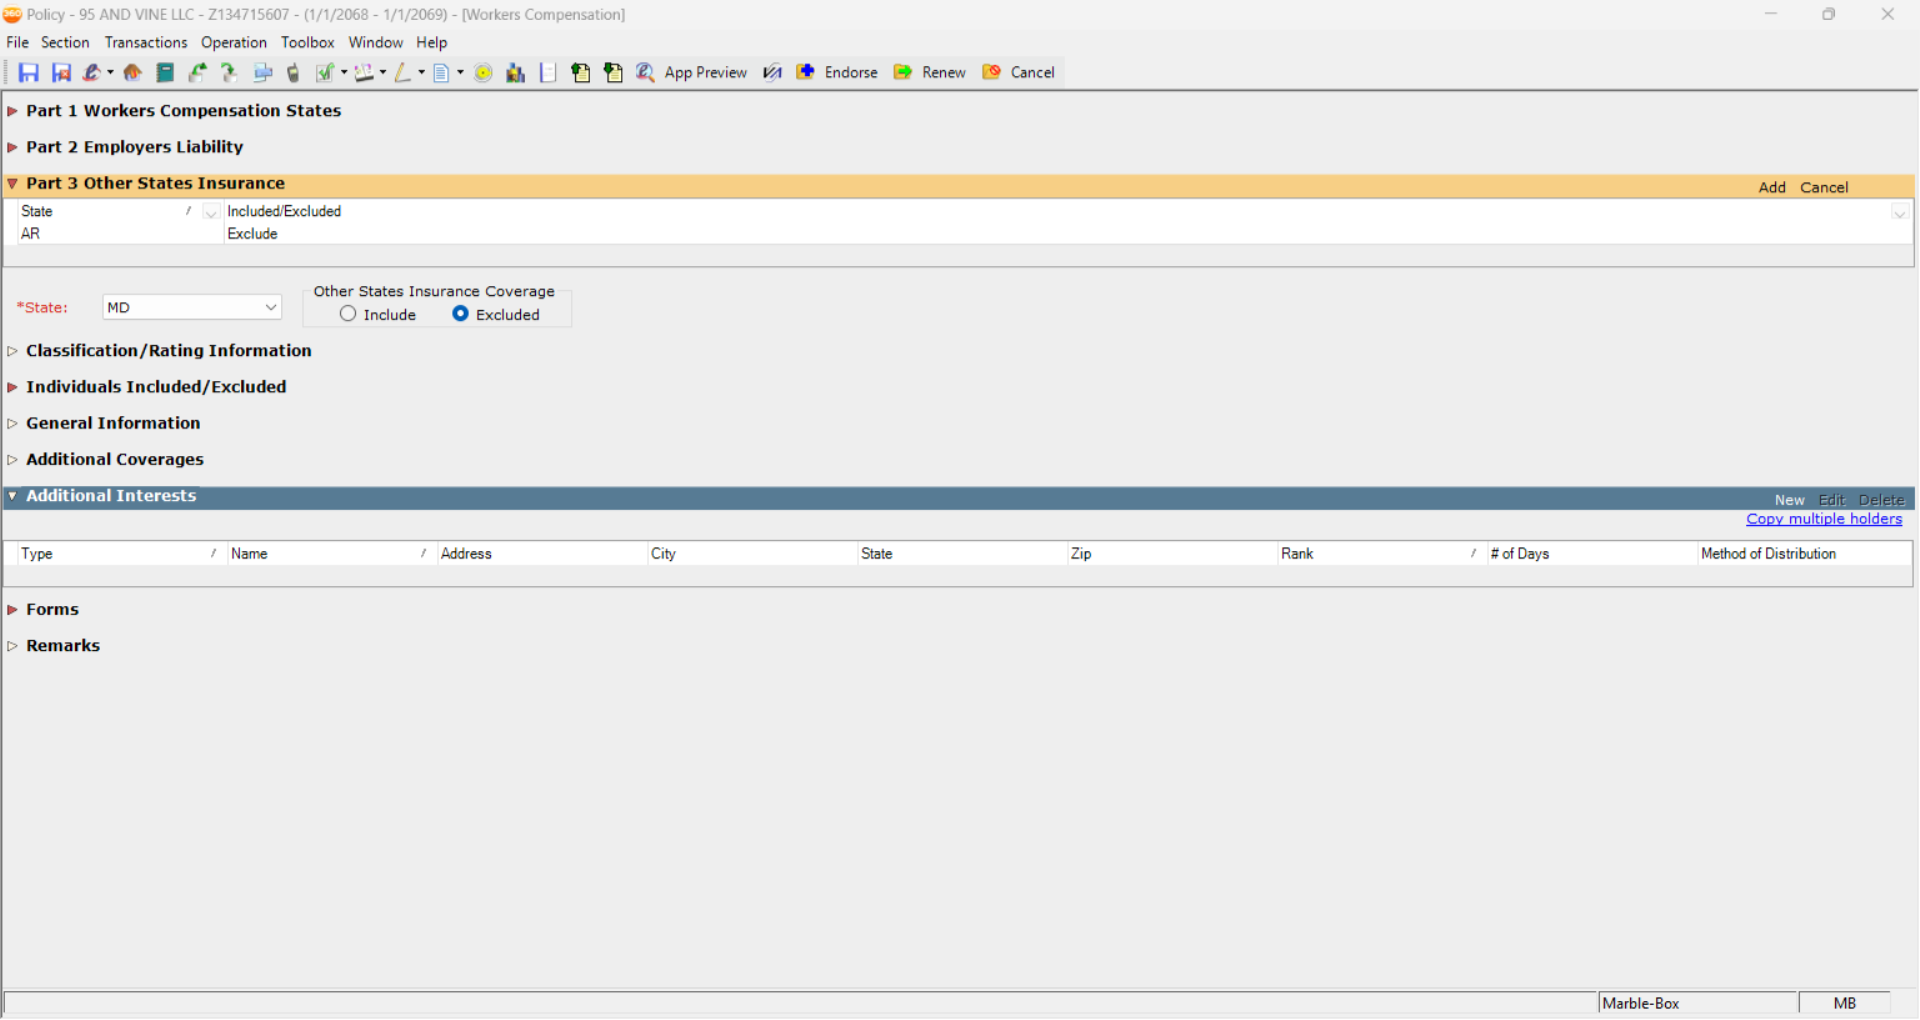 Policy - 95 AND VINE LLC - Z134715607 - (1/1/2068 - 1/1/2069) - [Workers Compensation]
File Section Transactions Operation Toolbox Window Help
App Preview Endorse Renew Cancel
Part 1 Workers Compensation States
Part 2 Employers Liability
Part 3 Other States Insurance Add Cancel
State Included/Excluded
AR Exclude
Other States Insurance Coverage
*State: MD Include Excluded
Classification/Rating Information
Individuals Included/Excluded
General Information
Additional Coverages
Additional Interests New Edit Delete
Copy multiple holders
Type Name Address City State Zip Rank # of Days Method of Distribution
Forms
Remarks
Marble-Box MB